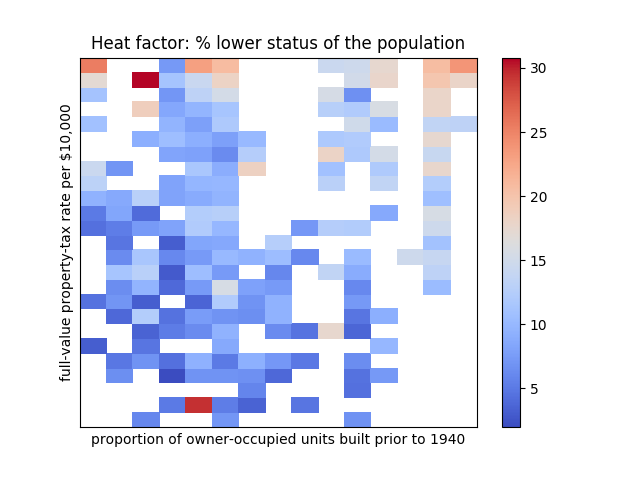 Heat factor: % lower status of the population
full-value property-tax rate per $10,000
proportion of owner-occupied units built prior to 1940
30
25
20
15
10
5